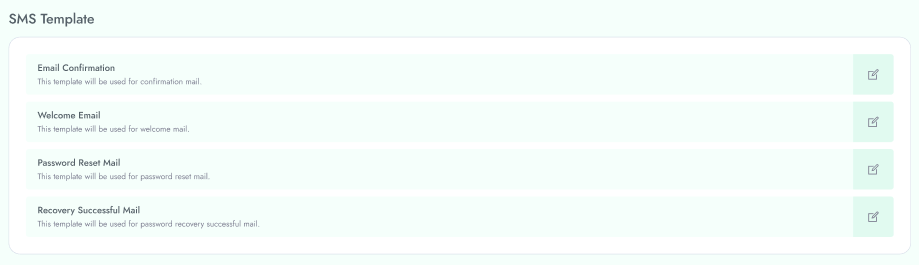 SMS Template
Email Confirmation
This template will be used for confirmation mail.
Welcome Email
This template will be used for welcome mail.
Password Reset Mail
This template will be used for password reset mail.
Recovery Successful Mail
This template will be used for password recovery successful mail.